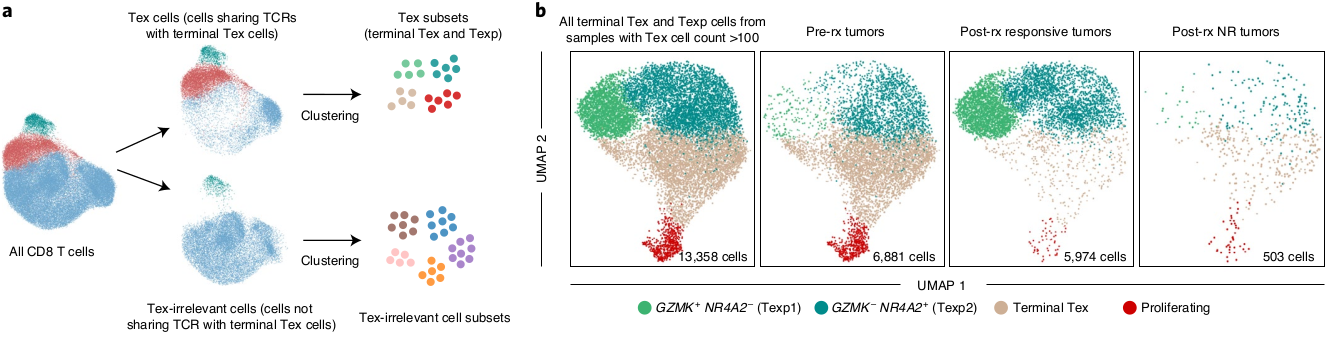 a
Tex cells (cells sharing TCRs
with terminal Tex cells)
Tex subsets
(terminal Tex and Texp)
Clustering
All CD8 T cells
Clustering
Tex-irrelevant cells (cells not
sharing TCR with terminal Tex cells)
Tex-irrelevant cell subsets
b
All terminal Tex and Texp cells from
samples with Tex cell count >100
Pre-rx tumors
Post-rx responsive tumors
Post-rx NR tumors
UMAP 2
13,358 cells
6,881 cells
5,974 cells
503 cells
UMAP 1
GZMK⁺ NR4A2⁻ (Texp1)
GZMK⁻ NR4A2⁺ (Texp2)
Terminal Tex
Proliferating